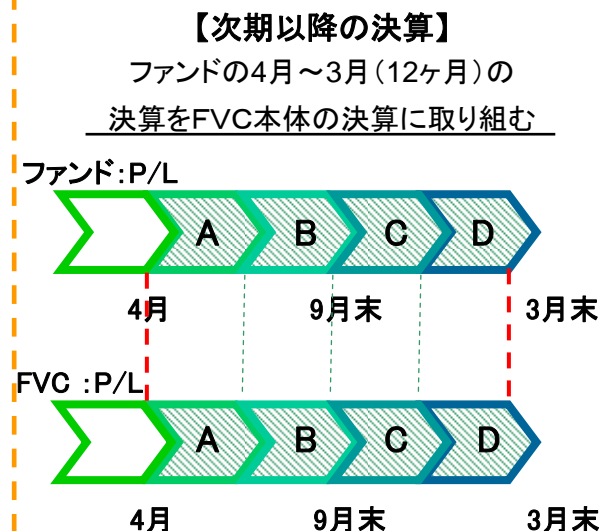 【次期以降の決算】
ファンドの4月～3月(12ヶ月)の
決算をFVC本体の決算に取り組む
ファンド:P/L
A B C D
4月 9月末 3月末
FVC :P/L
A B C D
4月 9月末 3月末